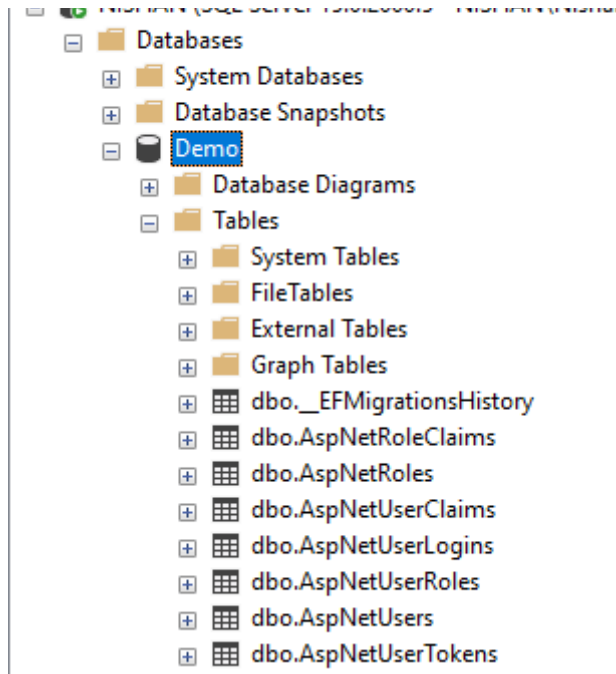 Databases
System Databases
Database Snapshots
Demo
Database Diagrams
Tables
System Tables
FileTables
External Tables
Graph Tables
dbo.__EFMigrationsHistory
dbo.AspNetRoleClaims
dbo.AspNetRoles
dbo.AspNetUserClaims
dbo.AspNetUserLogins
dbo.AspNetUserRoles
dbo.AspNetUsers
dbo.AspNetUserTokens